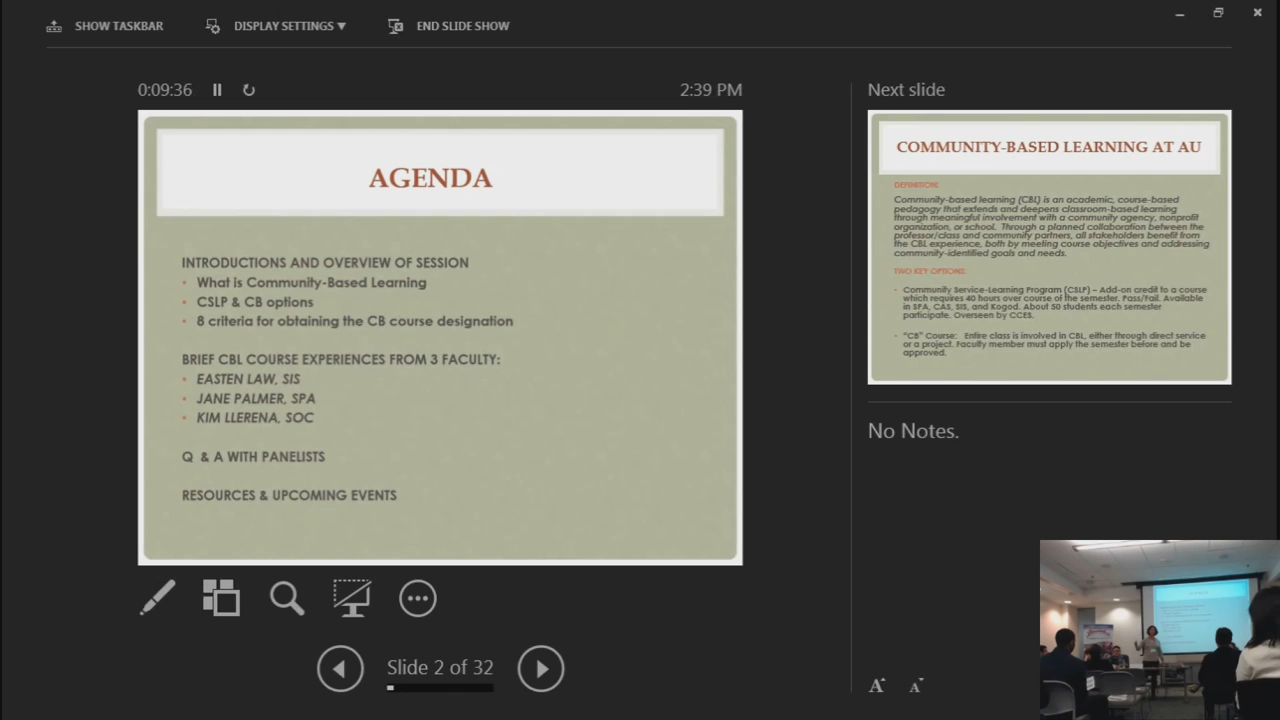 SHOW TASKBAR
DISPLAY SETTINGS ▼
END SLIDE SHOW
0:09:36
2:39 PM
AGENDA
INTRODUCTIONS AND OVERVIEW OF SESSION
• What is Community-Based Learning
• CSLP & CB options
• 8 criteria for obtaining the CB course designation
BRIEF CBL COURSE EXPERIENCES FROM 3 FACULTY:
• EASTEN LAW, SIS
• JANE PALMER, SPA
• KIM LLERENA, SOC
Q & A WITH PANELISTS
RESOURCES & UPCOMING EVENTS
Slide 2 of 32
Next slide
COMMUNITY-BASED LEARNING AT AU
DEFINITION:
Community-based learning (CBL) is an academic, course-based
pedagogy that extends and deepens classroom-based learning
through meaningful involvement with a community agency, nonprofit
organization, or school. Through a planned collaboration between the
professor/class and community partners, all stakeholders benefit from
the CBL experience, both by meeting course objectives and addressing
community-identified goals and needs.
TWO KEY OPTIONS:
• Community Service-Learning Program (CSLP) – Add-on credit to a course
which requires 40 hours over course of the semester. Pass/Fail. Available
in SPA, CAS, SIS, and Kogod. About 50 students each semester
participate. Overseen by CCES.
• "CB" Course: Entire class is involved in CBL, either through direct service
or a project. Faculty member must apply the semester before and be
approved.
No Notes.
A A